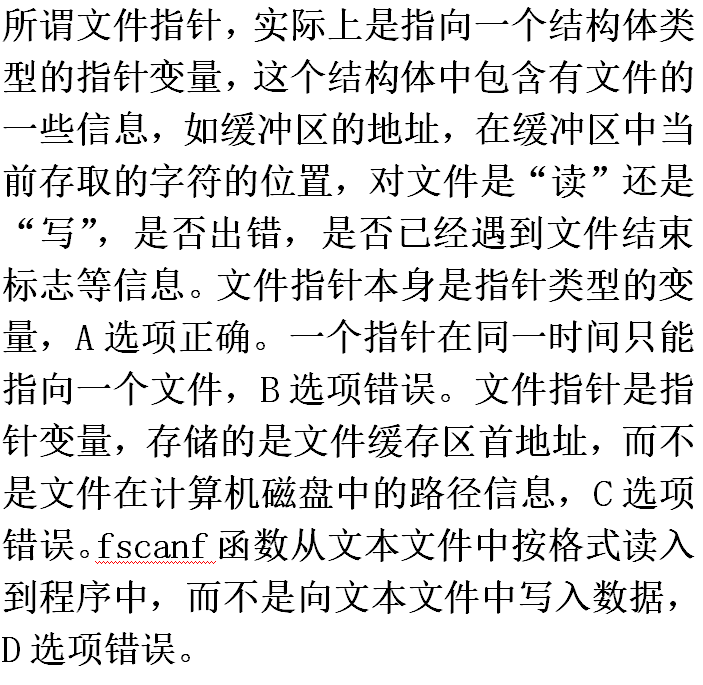 所谓文件指针，实际上是指向一个结构体类
型的指针变量，这个结构体中包含有文件的
一些信息，如缓冲区的地址，在缓冲区中当
前存取的字符的位置，对文件是“读”还是
“写”，是否出错，是否已经遇到文件结束
标志等信息。文件指针本身是指针类型的变
量，A选项正确。一个指针在同一时间只能
指向一个文件，B选项错误。文件指针是指
针变量，存储的是文件缓存区首地址，而不
是文件在计算机磁盘中的路径信息，C选项
错误。fscanf函数从文本文件中按格式读入
到程序中，而不是向文本文件中写入数据，
D选项错误。